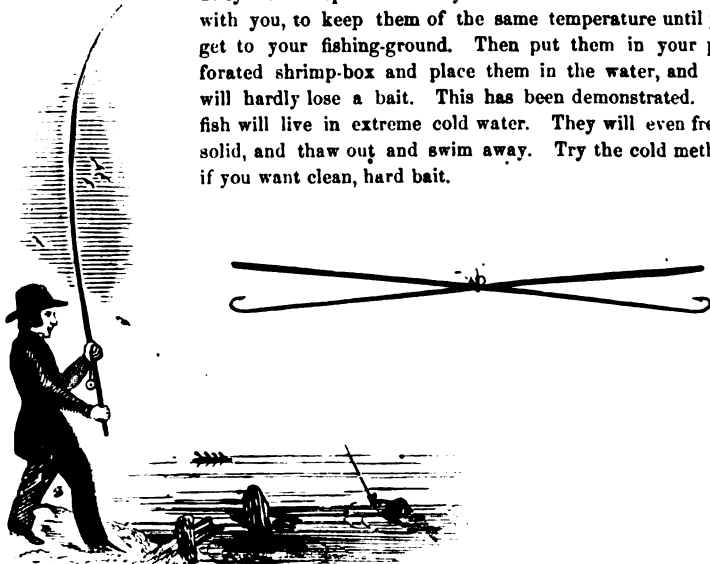 with you, to keep them of the same temperature until
get to your fishing-ground. Then put them in your
forated shrimp-box and place them in the water, and
will hardly lose a bait. This has been demonstrated.
fish will live in extreme cold water. They will even fre
solid, and thaw out and swim away. Try the cold meth
if you want clean, hard bait.